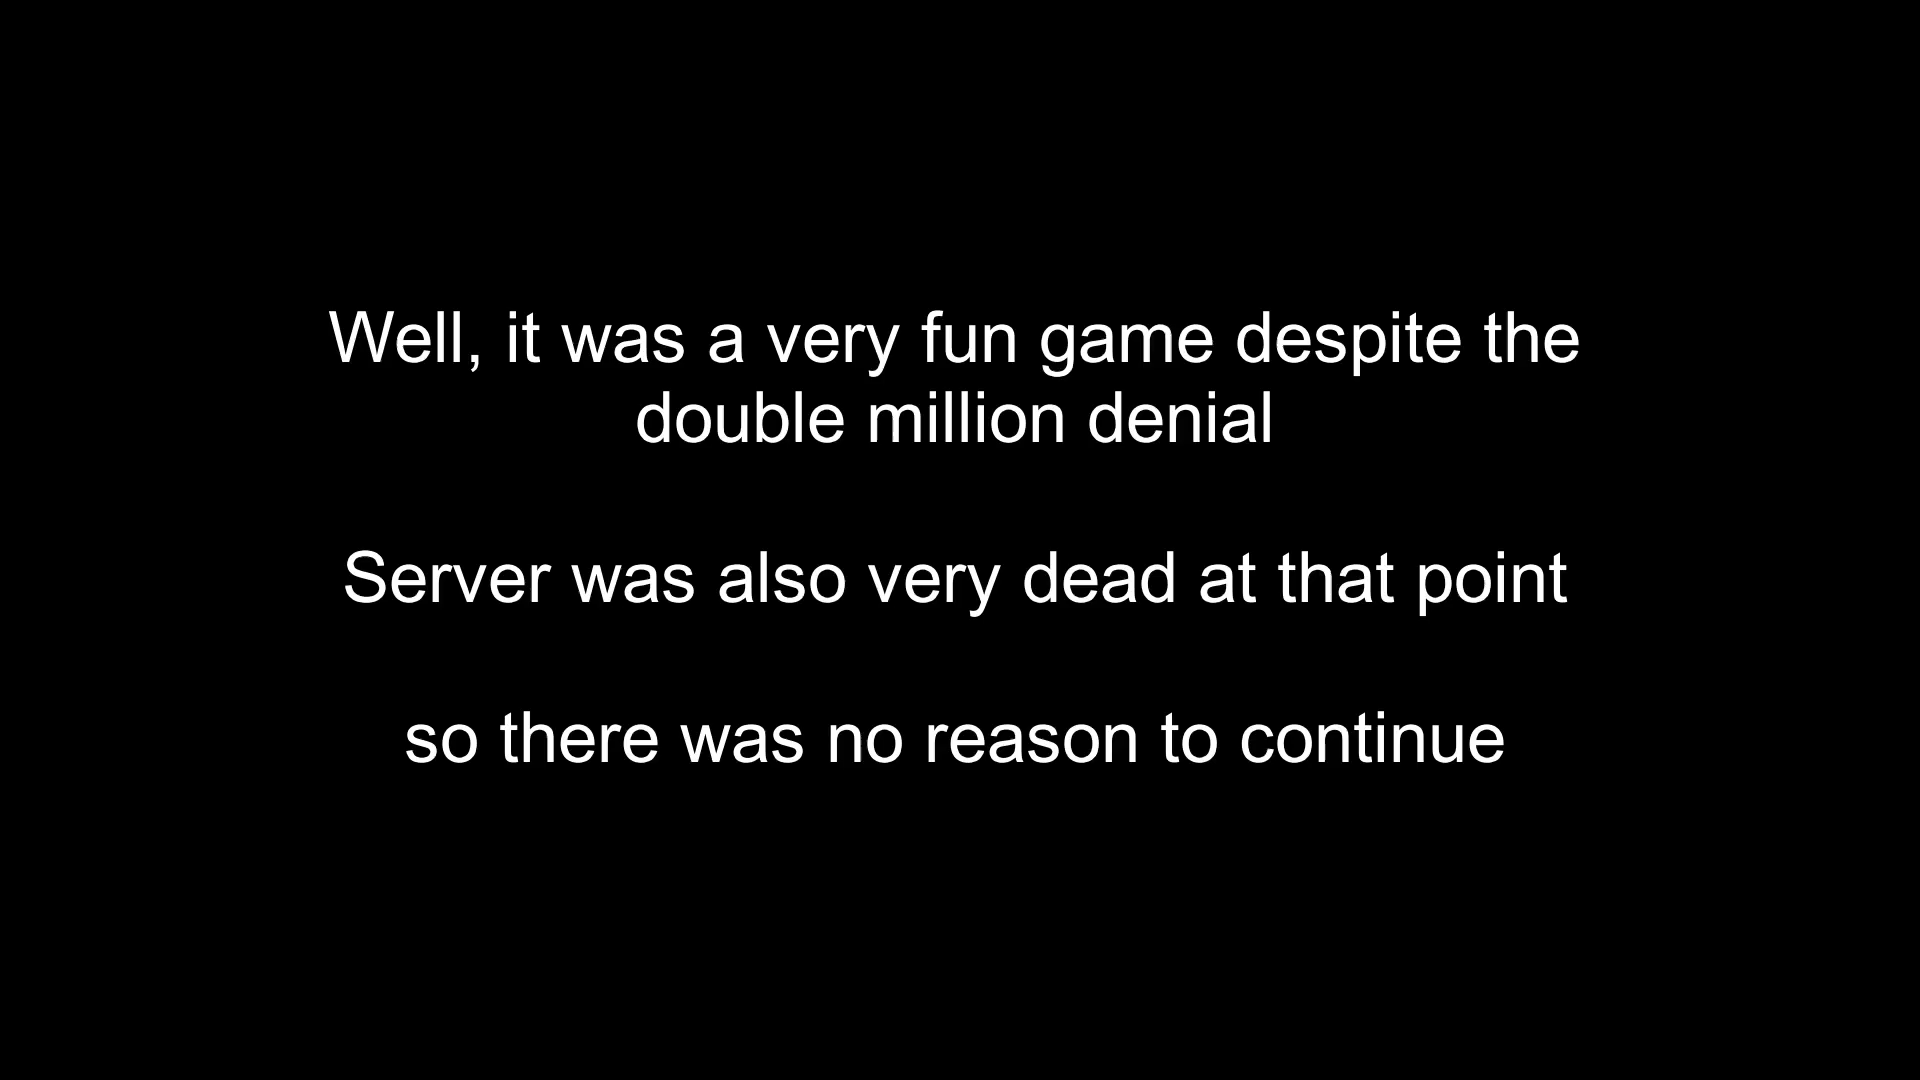 Well, it was a very fun game despite the
double million denial
Server was also very dead at that point
so there was no reason to continue